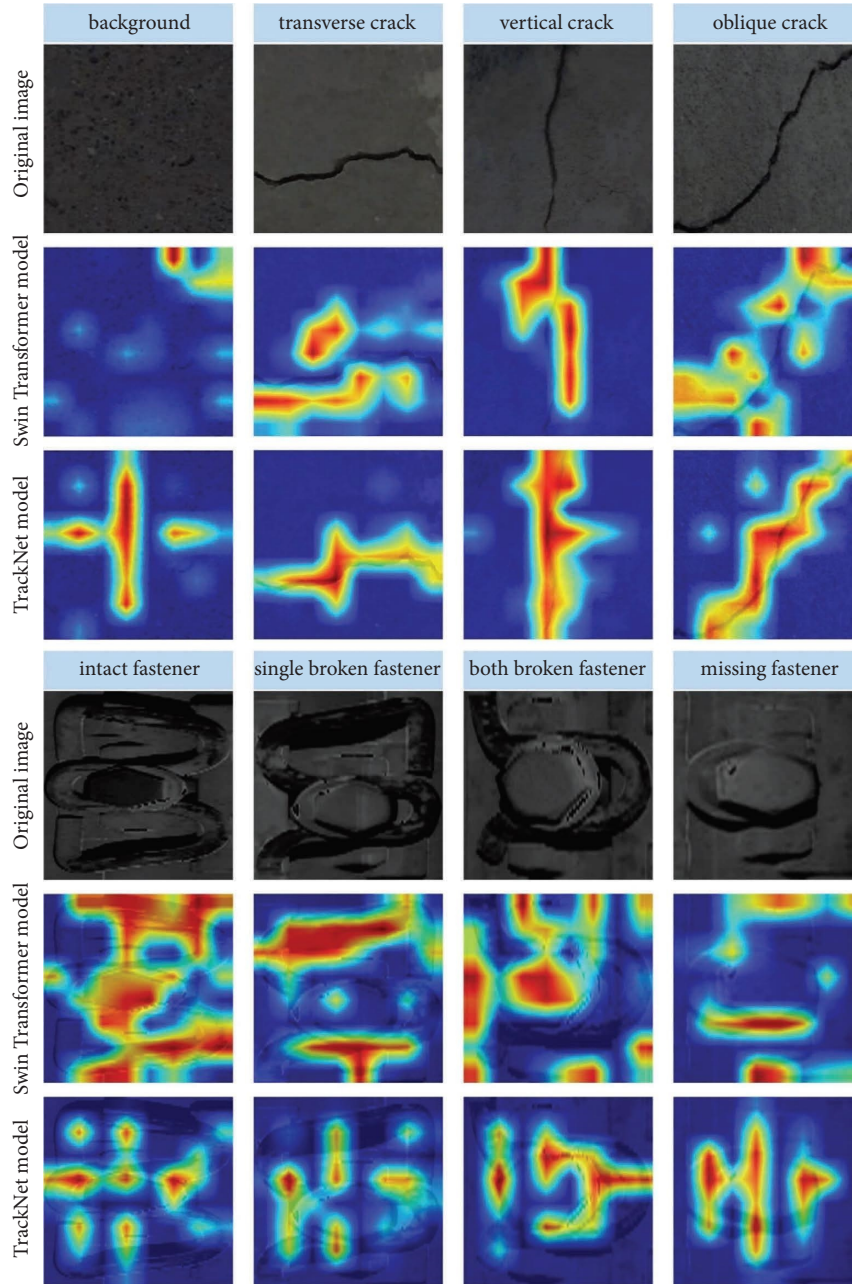 background transverse crack vertical crack oblique crack
Original image
Swin Transformer model
TrackNet model
intact fastener single broken fastener both broken fastener missing fastener
Original image
Swin Transformer model
TrackNet model